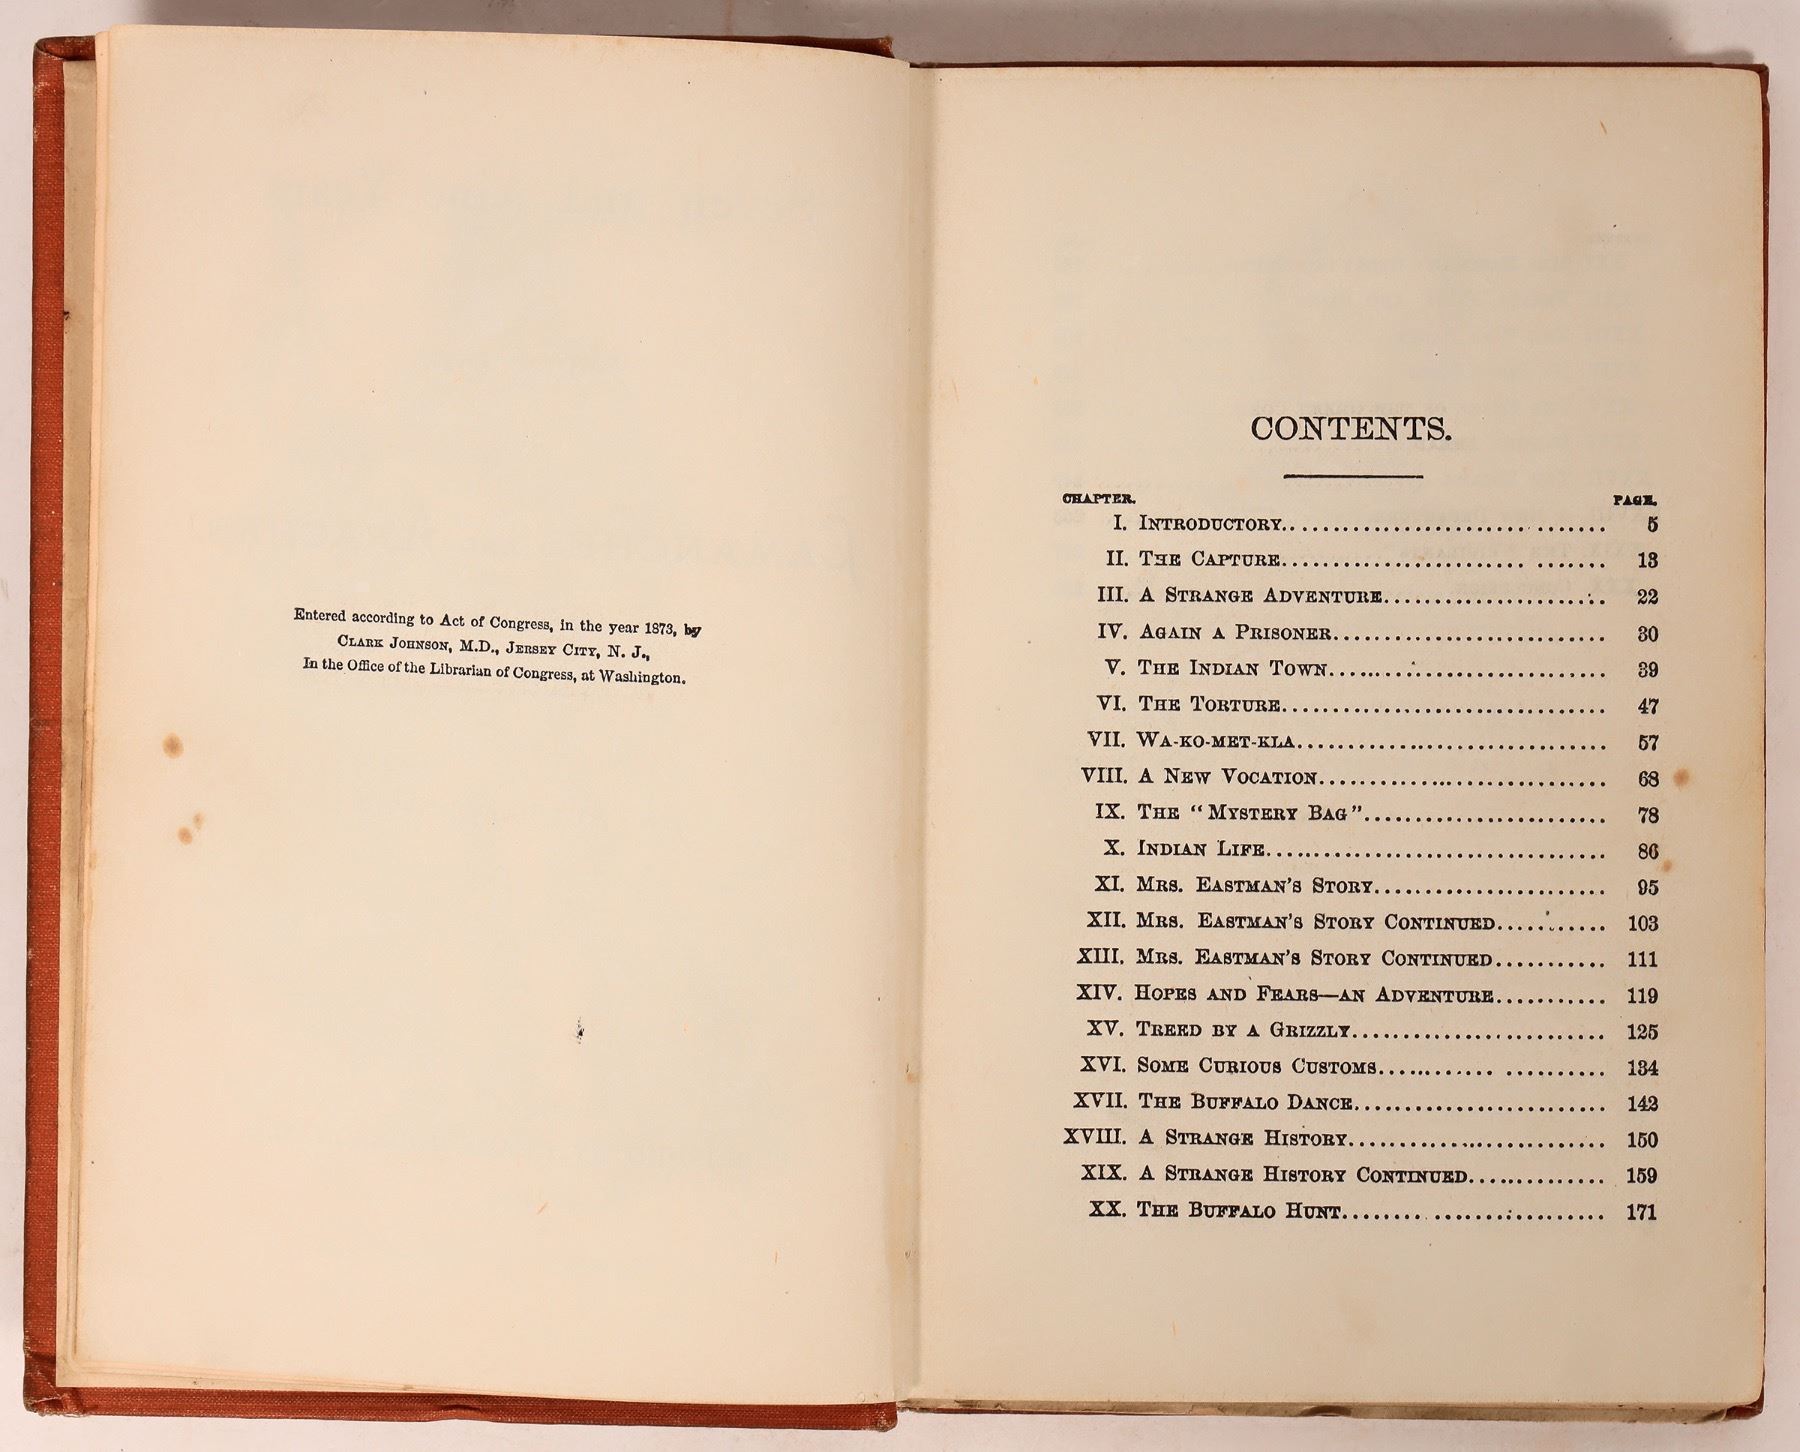 Entered according to Act of Congress, in the year 1873, by
CLARK JOHNSON, M.D., JERSEY CITY, N. J.,
In the Office of the Librarian of Congress, at Washington.
CONTENTS.
CHAPTER. PAGE.
I. INTRODUCTORY 5
II. THE CAPTURE 13
III. A STRANGE ADVENTURE 22
IV. AGAIN A PRISONER 30
V. THE INDIAN TOWN 39
VI. THE TORTURE 47
VII. WA-KO-MET-KLA 57
VIII. A NEW VOCATION 68
IX. THE “MYSTERY BAG” 78
X. INDIAN LIFE 86
XI. MRS. EASTMAN'S STORY 95
XII. MRS. EASTMAN'S STORY CONTINUED 103
XIII. MRS. EASTMAN'S STORY CONTINUED 111
XIV. HOPES AND FEARS—AN ADVENTURE 119
XV. TREED BY A GRIZZLY 125
XVI. SOME CURIOUS CUSTOMS 134
XVII. THE BUFFALO DANCE 142
XVIII. A STRANGE HISTORY 150
XIX. A STRANGE HISTORY CONTINUED 159
XX. THE BUFFALO HUNT 171